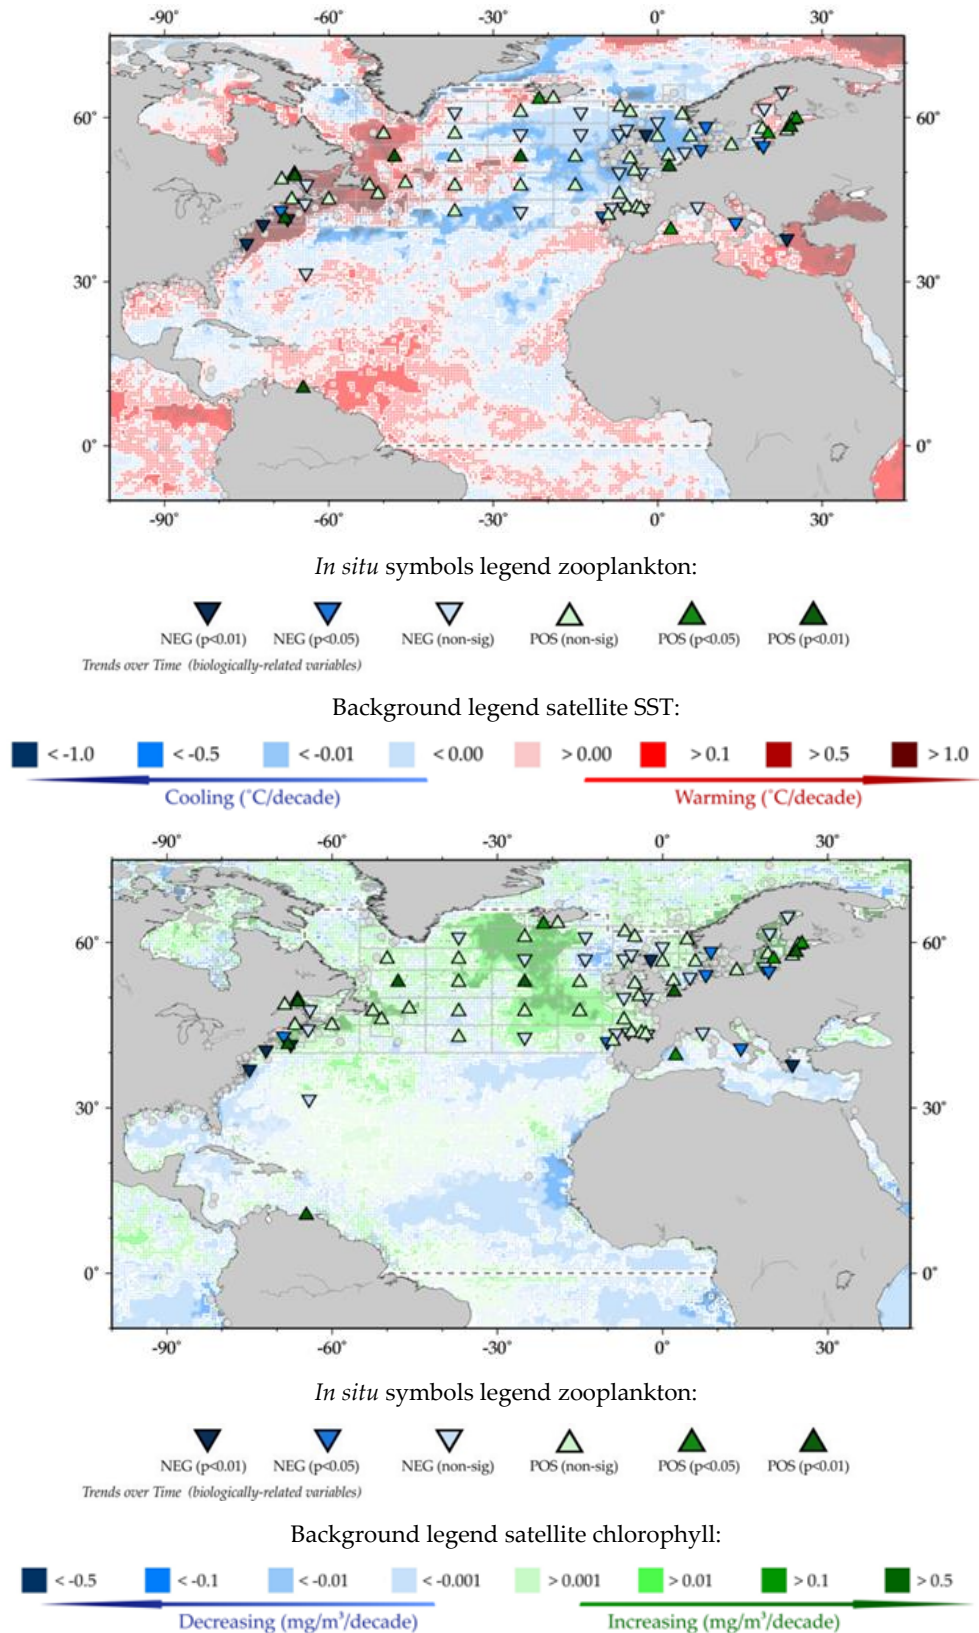 -90° -60° -30° 0° 30°
60° 60°
30° 30°
0° 0°
-90° -60° -30° 0° 30°
In situ symbols legend zooplankton:
NEG (p<0.01) NEG (p<0.05) NEG (non-sig) POS (non-sig) POS (p<0.05) POS (p<0.01)
Trends over Time (biologically-related variables)
Background legend satellite SST:
< -1.0 < -0.5 < -0.01 < 0.00 > 0.00 > 0.1 > 0.5 > 1.0
Cooling (°C/decade) Warming (°C/decade)
-90° -60° -30° 0° 30°
60° 60°
30° 30°
0° 0°
-90° -60° -30° 0° 30°
In situ symbols legend zooplankton:
NEG (p<0.01) NEG (p<0.05) NEG (non-sig) POS (non-sig) POS (p<0.05) POS (p<0.01)
Trends over Time (biologically-related variables)
Background legend satellite chlorophyll:
< -0.5 < -0.1 < -0.01 < -0.001 > 0.001 > 0.01 > 0.1 > 0.5
Decreasing (mg/m³/decade) Increasing (mg/m³/decade)